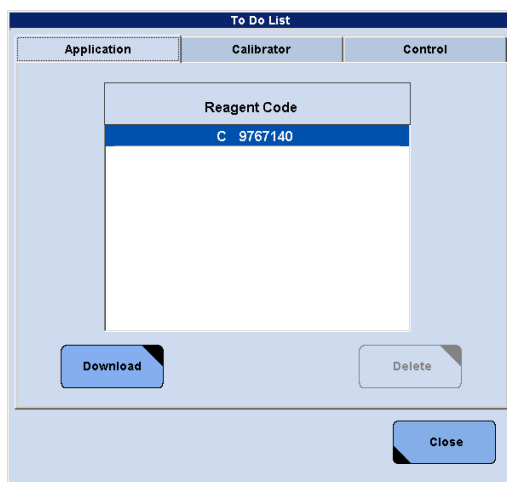 To Do List
Application Calibrator Control
Reagent Code
C 9767140
Download Delete
Close